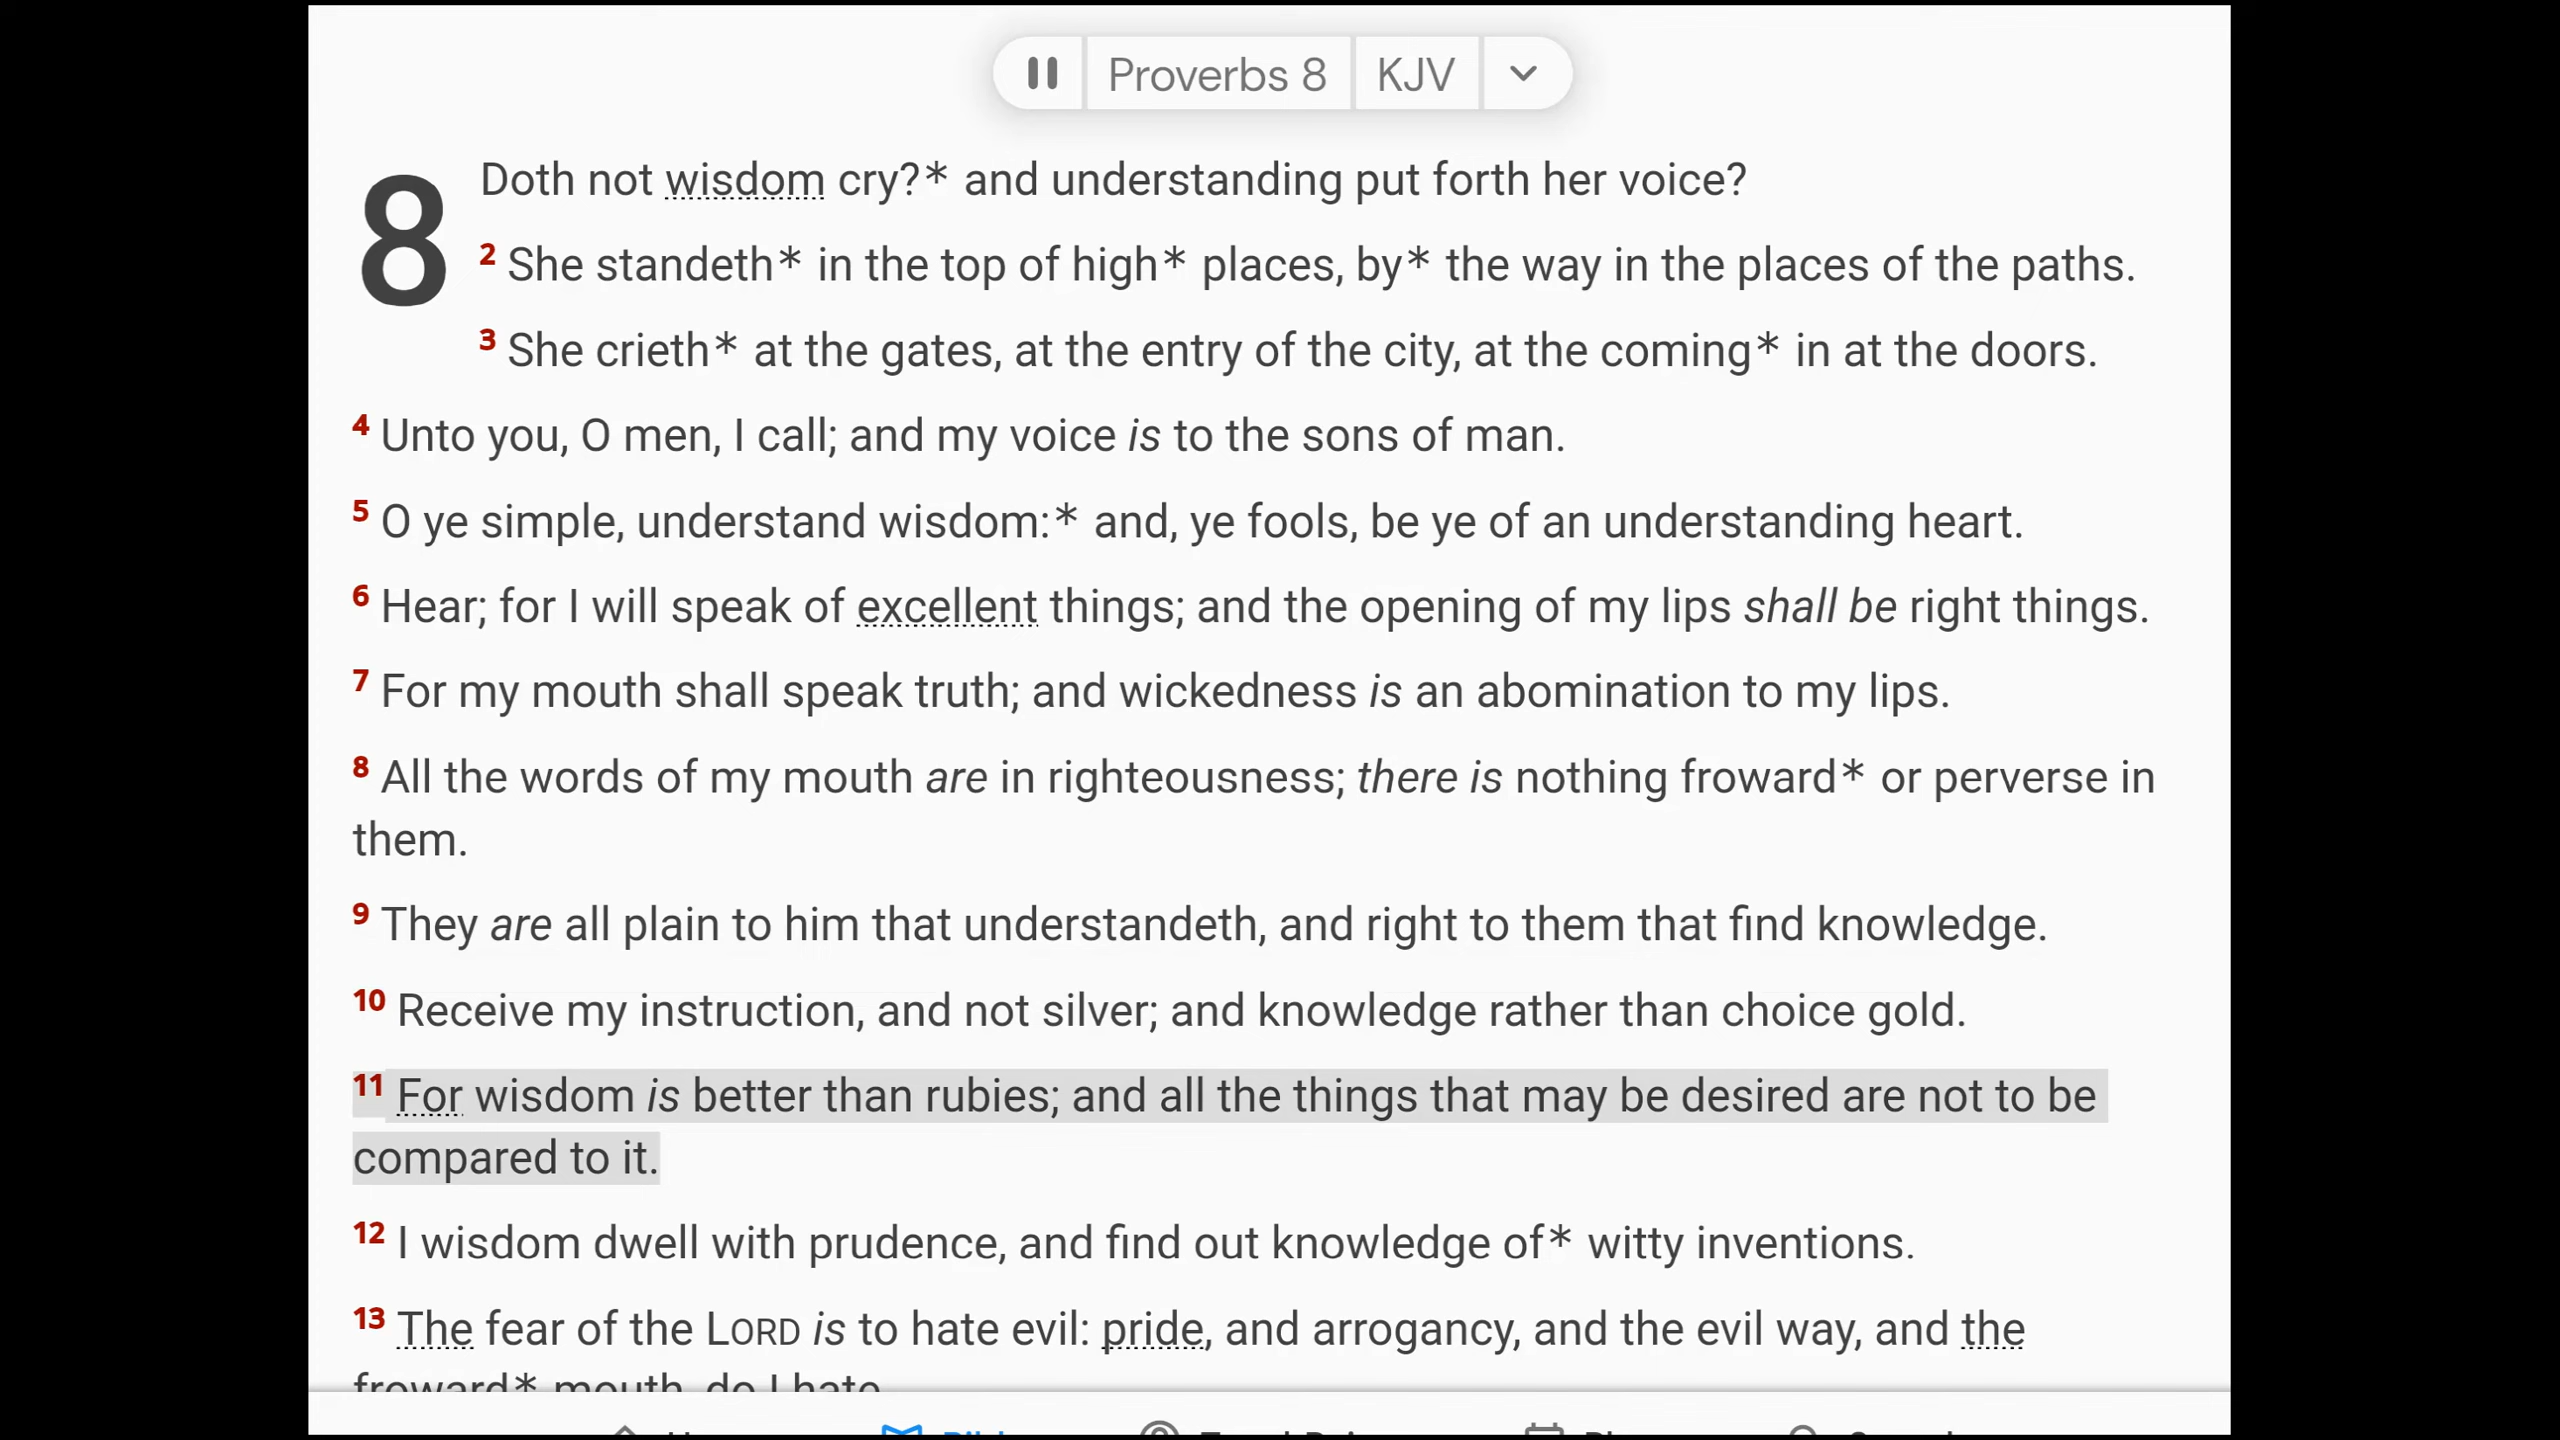 Proverbs 8 KJV
8 Doth not wisdom cry?* and understanding put forth her voice?
2 She standeth* in the top of high* places, by* the way in the places of the paths.
3 She crieth* at the gates, at the entry of the city, at the coming* in at the doors.
4 Unto you, O men, I call; and my voice is to the sons of man.
5 O ye simple, understand wisdom:* and, ye fools, be ye of an understanding heart.
6 Hear; for I will speak of excellent things; and the opening of my lips shall be right things.
7 For my mouth shall speak truth; and wickedness is an abomination to my lips.
8 All the words of my mouth are in righteousness; there is nothing froward* or perverse in
them.
9 They are all plain to him that understandeth, and right to them that find knowledge.
10 Receive my instruction, and not silver; and knowledge rather than choice gold.
11 For wisdom is better than rubies; and all the things that may be desired are not to be
compared to it.
12 I wisdom dwell with prudence, and find out knowledge of* witty inventions.
13 The fear of the LORD is to hate evil: pride, and arrogancy, and the evil way, and the
froward* mouth, do I hate